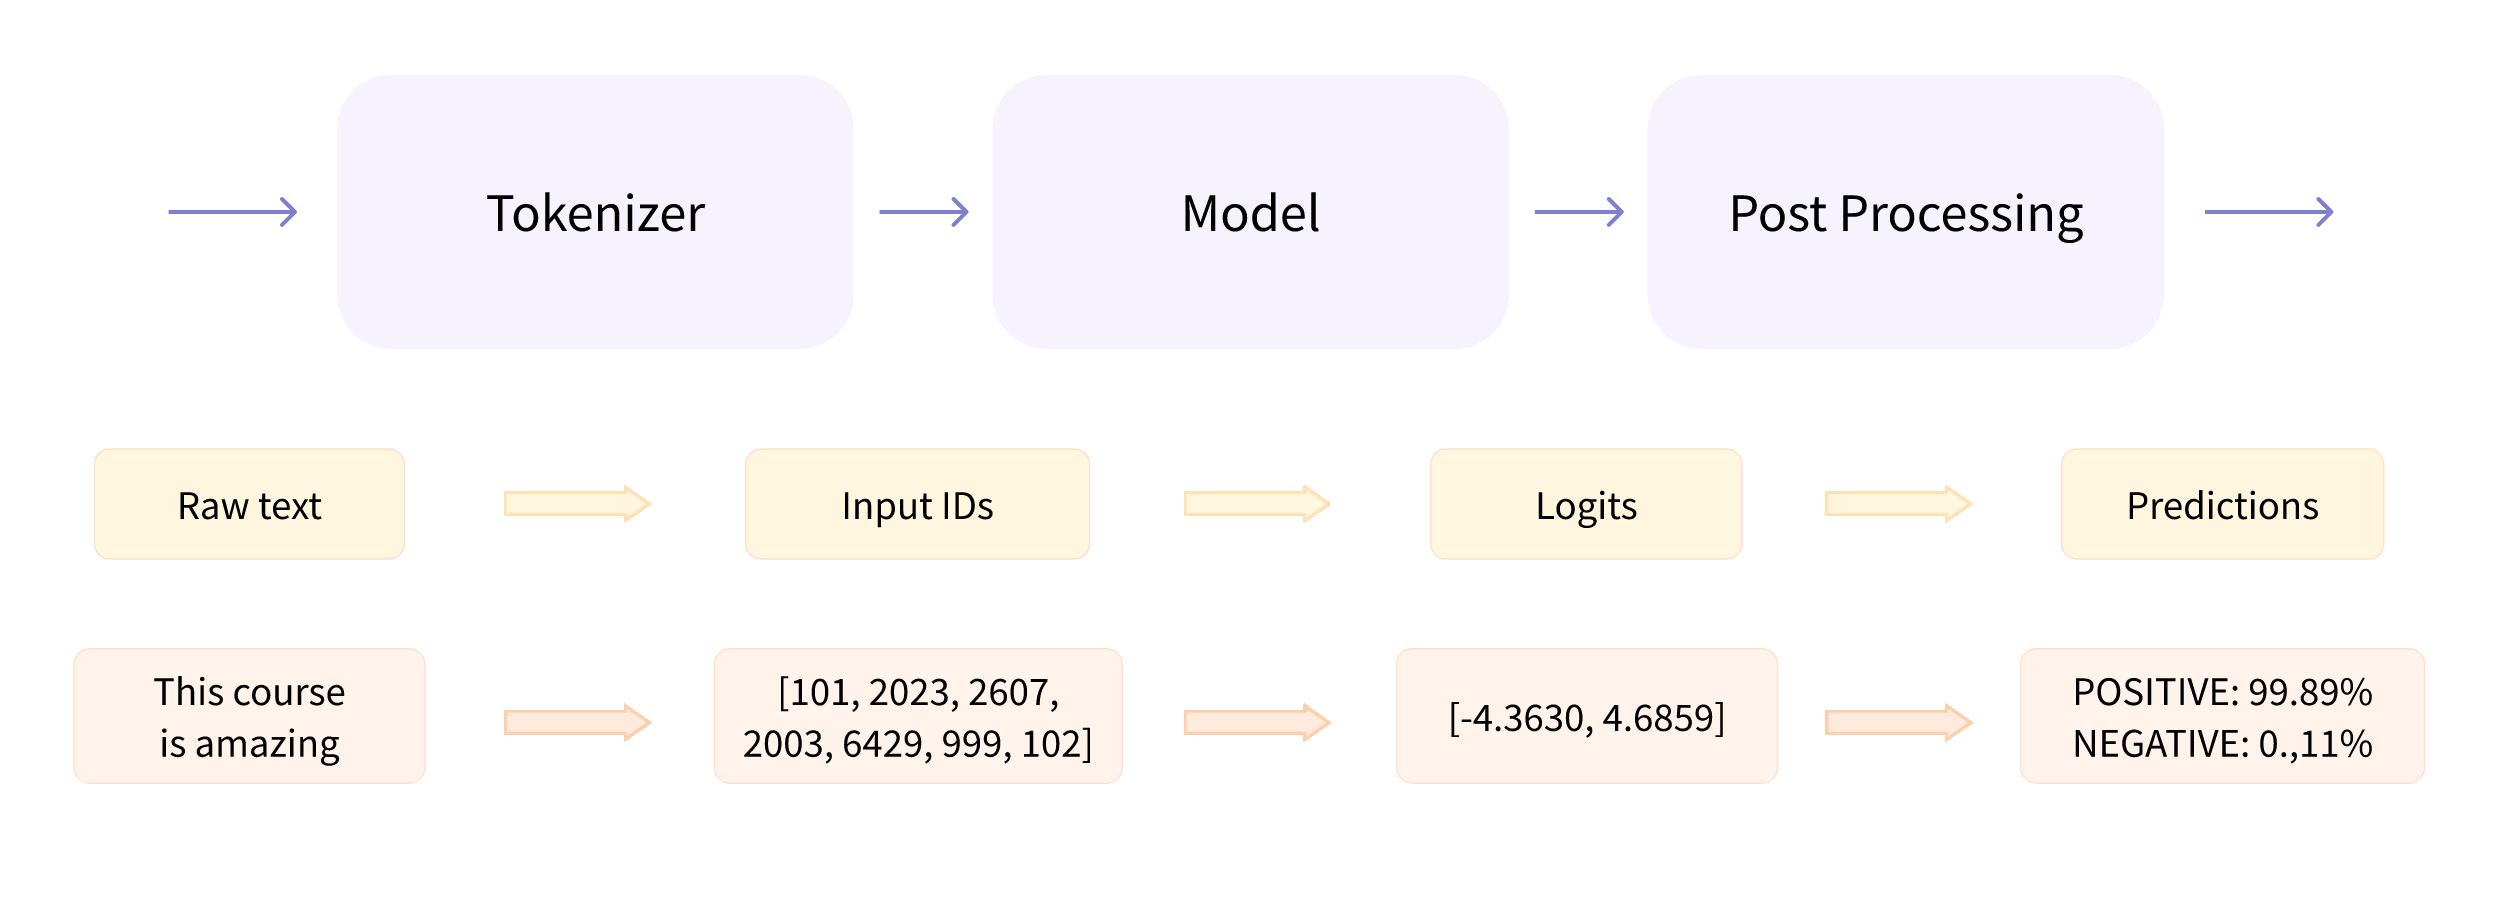 Tokenizer
Model
Post Processing
Raw text
Input IDs
Logits
Predictions
This course
is amazing
[101, 2023, 2607,
2003, 6429, 999, 102]
[-4.3630, 4.6859]
POSITIVE: 99.89%
NEGATIVE: 0.,11%